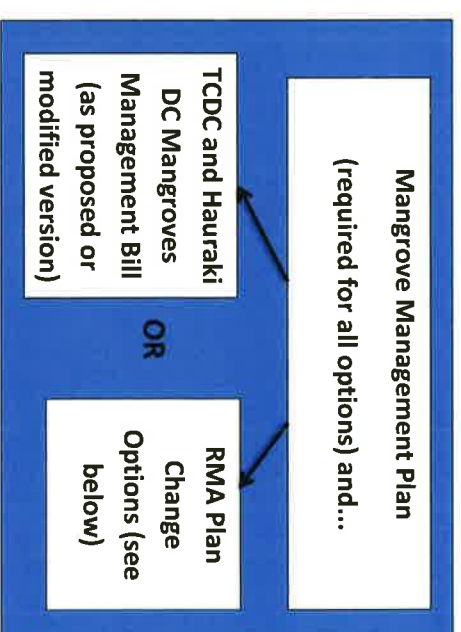 Mangrove Management Plan
(required for all options) and...
TCDC and Hauraki
DC Mangroves
Management Bill
(as proposed or
modified version)
OR
RMA Plan
Change
Options (see
below)